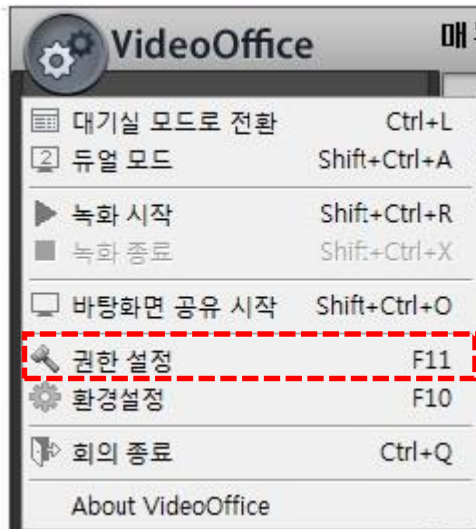 VideoOffice
대기실 모드로 전환 Ctrl+L
2 듀얼 모드 Shift+Ctrl+A
녹화 시작 Shift+Ctrl+R
녹화 종료 Shift+Ctrl+X
바탕화면 공유 시작 Shift+Ctrl+O
권한 설정 F11
환경설정 F10
회의 종료 Ctrl+Q
About VideoOffice